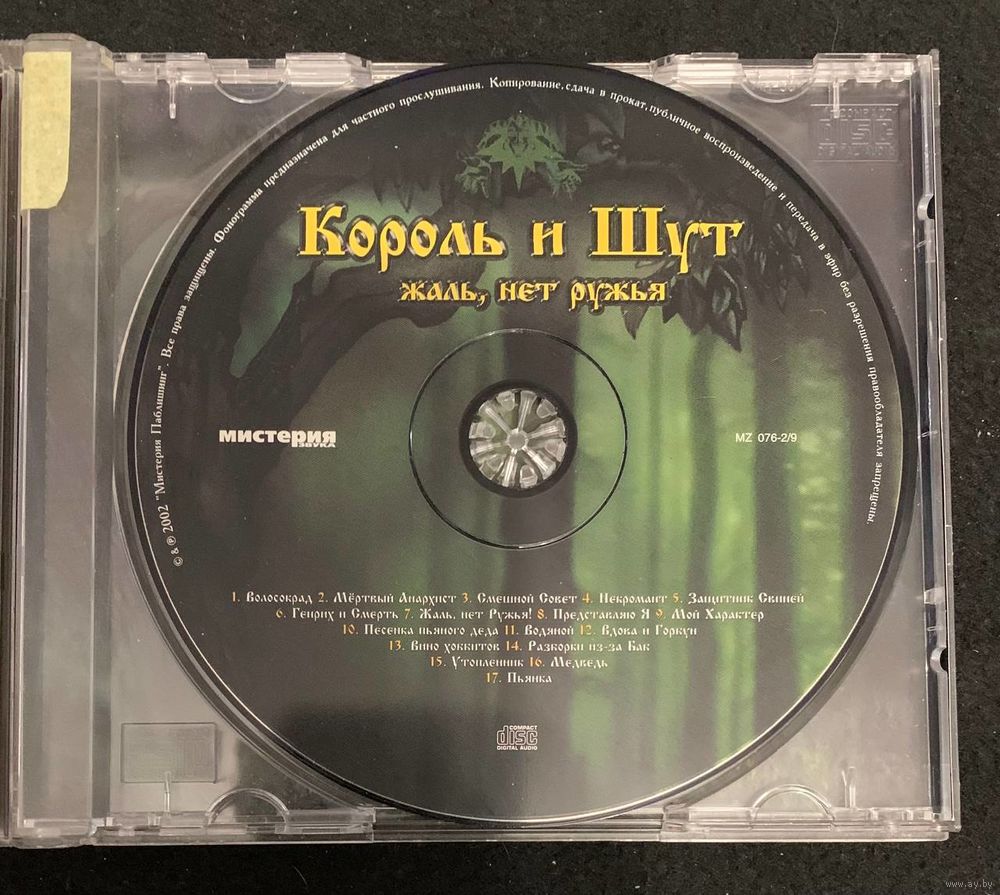 © & ℗ 2002 "Мистерия Паблишинг". Все права защищены. Фонограмма предназначена для частного прослушивания. Копирование, сдача в прокат, публичное воспроизведение и передача в эфир без разрешения правообладателя запрещены.
Король и Шут
жаль, нет ружья
мистерия
звука
MZ 076-2/9
1. Волосокрад 2. Мёртвый Анархист 3. Смешной Совет 4. Некромант 5. Защитник Свиней
6. Генрих и Смерть 7. Жаль, нет Ружья! 8. Представляю Я 9. Мой Характер
10. Песенка пьяного деда 11. Водяной 12. Вдова и Горбун
13. Вино хоббитов 14. Разборки из-за Баб
15. Утопленник 16. Медведь
17. Пьянка
COMPACT
disc
DIGITAL AUDIO
www.ay.by